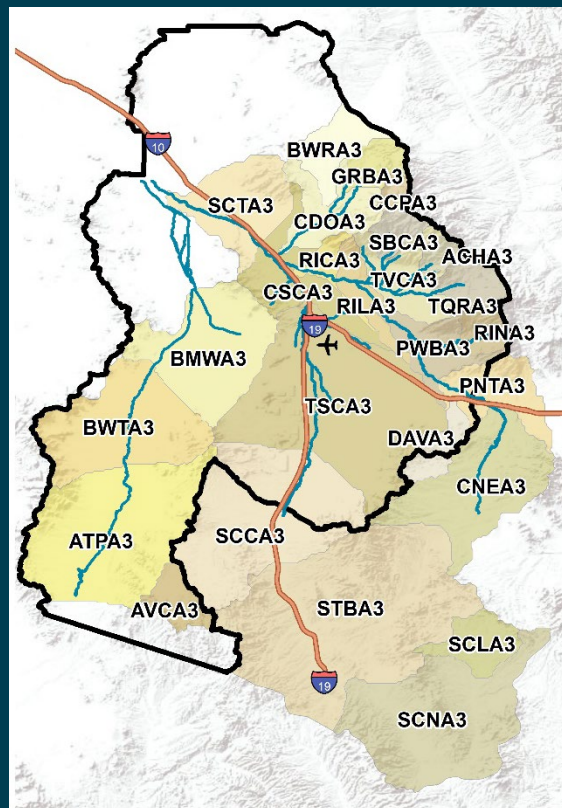 10
BWRA3
GRBA3
CCPA3
SCTA3
CDOA3
SBCA3
ACHA3
RICA3
TVCA3
CSCA3
RILA3
TQRA3
19
RINA3
BMWA3
PWBA3
PNTA3
TSCA3
BWTA3
DAVA3
CNEA3
SCCA3
ATPA3
AVCA3
STBA3
SCLA3
19
SCNA3